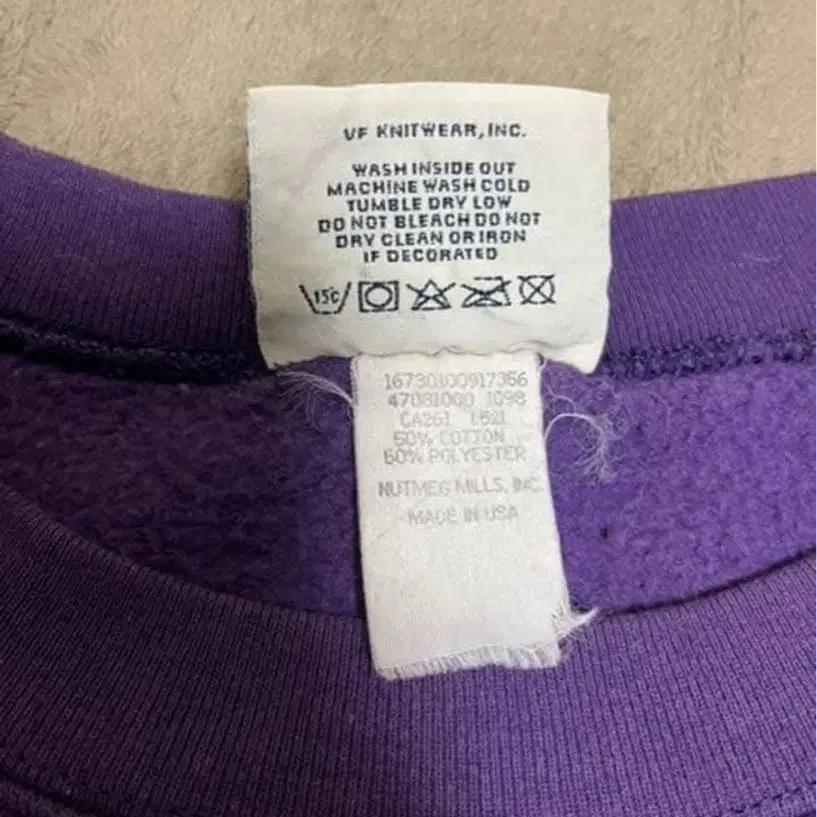 VF KNITWEAR, INC.
WASH INSIDE OUT
MACHINE WASH COLD
TUMBLE DRY LOW
DO NOT BLEACH DO NOT
DRY CLEAN OR IRON
IF DECORATED
15c
16730100917356
47081000 1098
CA261 1521
50% COTTON
50% POLYESTER
NUTMEG MILLS, INC.
MADE IN USA